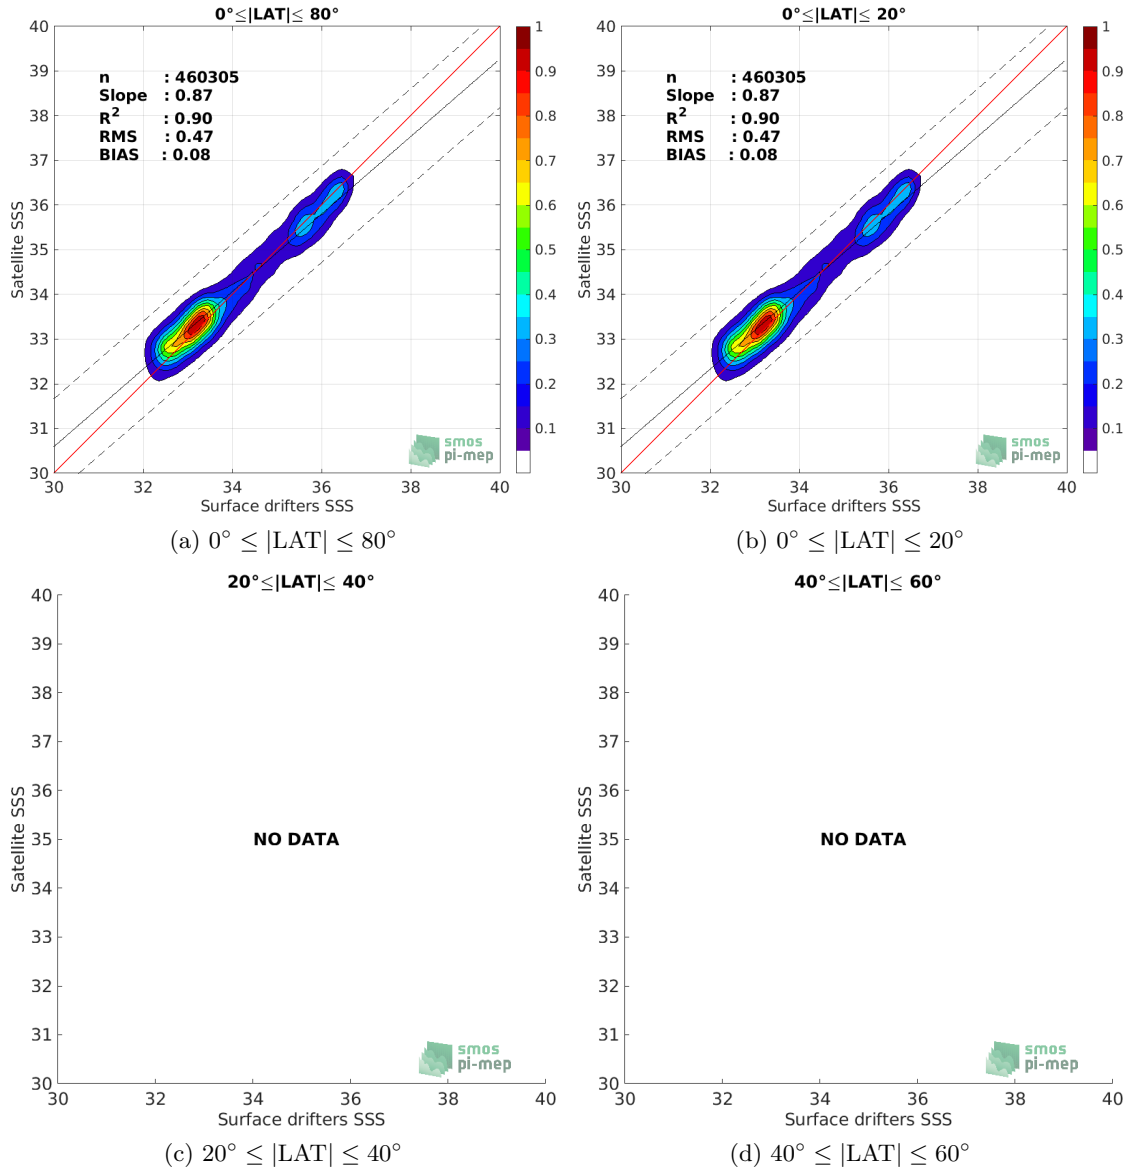 0°≤|LAT|≤ 80°
40
39
38
37
36
35
34
33
32
31
30
n : 460305
Slope : 0.87
R² : 0.90
RMS : 0.47
BIAS : 0.08
Satellite SSS
30 32 34 36 38 40
Surface drifters SSS
1
0.9
0.8
0.7
0.6
0.5
0.4
0.3
0.2
0.1
smos
pi-mep
(a) 0° ≤ |LAT| ≤ 80°
0°≤|LAT|≤ 20°
40
39
38
37
36
35
34
33
32
31
30
n : 460305
Slope : 0.87
R² : 0.90
RMS : 0.47
BIAS : 0.08
Satellite SSS
30 32 34 36 38 40
Surface drifters SSS
1
0.9
0.8
0.7
0.6
0.5
0.4
0.3
0.2
0.1
smos
pi-mep
(b) 0° ≤ |LAT| ≤ 20°
20°≤|LAT|≤ 40°
40
39
38
37
36
35
34
33
32
31
30
Satellite SSS
NO DATA
30 32 34 36 38 40
Surface drifters SSS
smos
pi-mep
(c) 20° ≤ |LAT| ≤ 40°
40°≤|LAT|≤ 60°
40
39
38
37
36
35
34
33
32
31
30
Satellite SSS
NO DATA
30 32 34 36 38 40
Surface drifters SSS
smos
pi-mep
(d) 40° ≤ |LAT| ≤ 60°